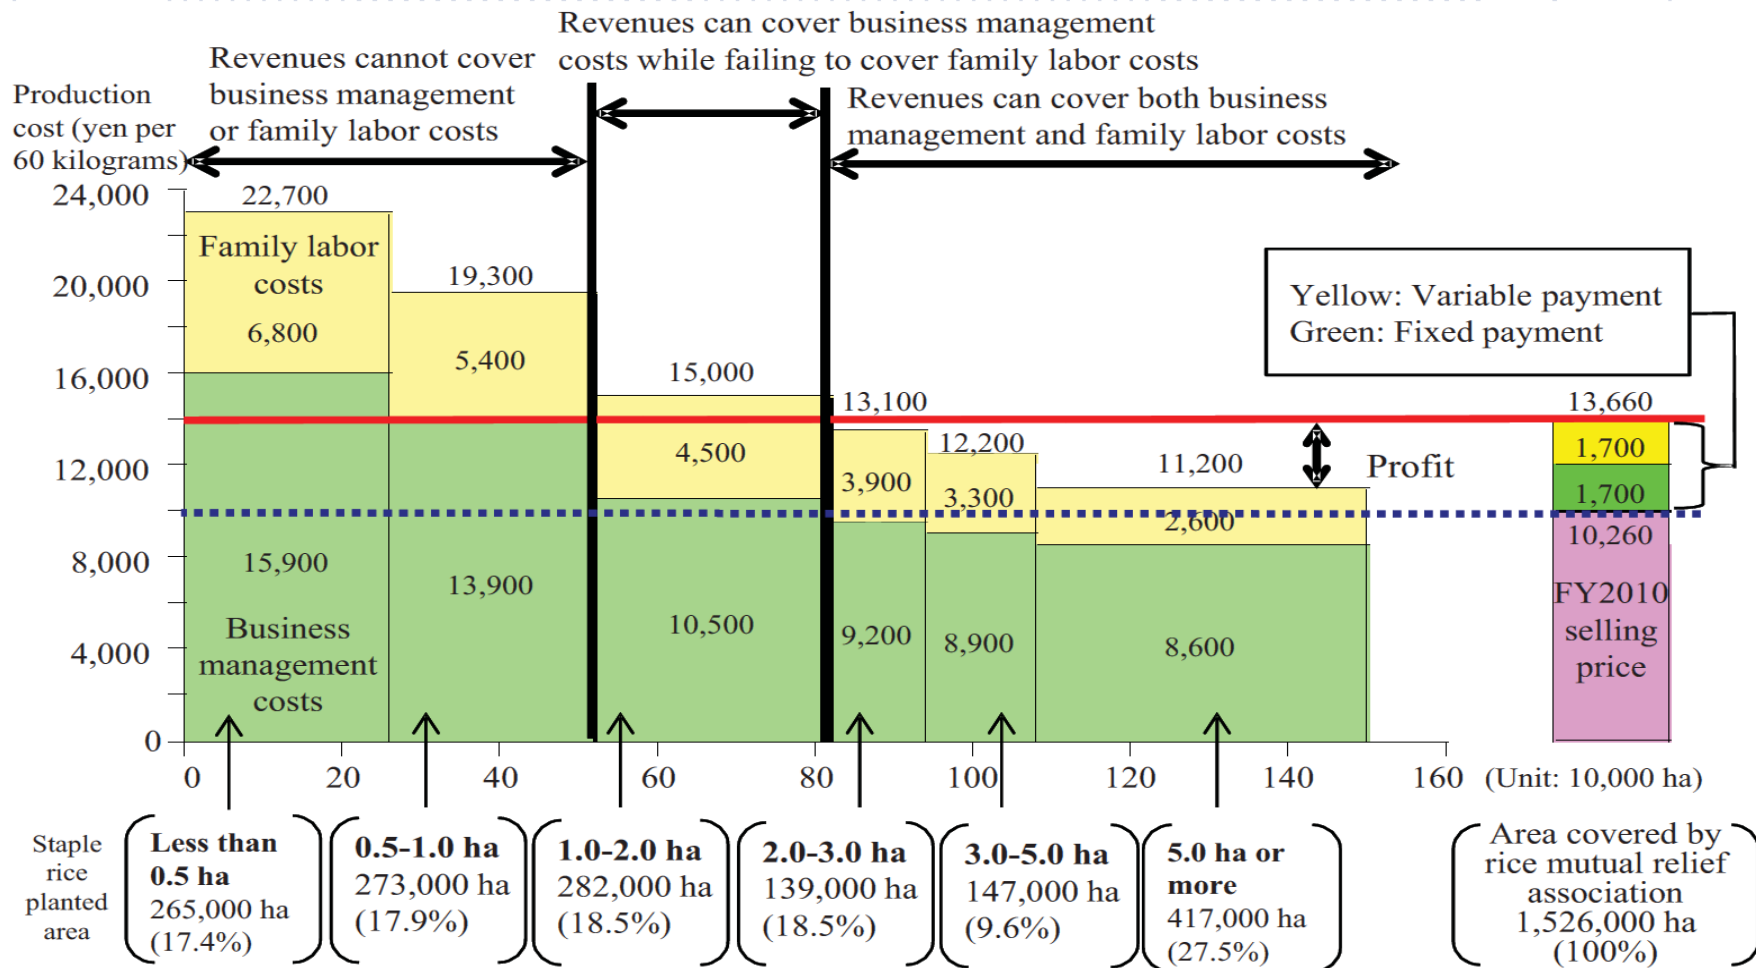 Revenues can cover business management
costs while failing to cover family labor costs
Revenues cannot cover
business management
or family labor costs
Revenues can cover both business
management and family labor costs
Production
cost (yen per
60 kilograms)
24,000
20,000
16,000
12,000
8,000
4,000
0
22,700
Family labor
costs
6,800
15,900
Business
management
costs
19,300
5,400
13,900
15,000
4,500
10,500
13,100
3,900
9,200
12,200
3,300
8,900
11,200
2,600
8,600
Profit
Yellow: Variable payment
Green: Fixed payment
13,660
1,700
1,700
10,260
FY2010
selling
price
0 20 40 60 80 100 120 140 160 (Unit: 10,000 ha)
Staple
rice
planted
area
Less than
0.5 ha
265,000 ha
(17.4%)
0.5-1.0 ha
273,000 ha
(17.9%)
1.0-2.0 ha
282,000 ha
(18.5%)
2.0-3.0 ha
139,000 ha
(18.5%)
3.0-5.0 ha
147,000 ha
(9.6%)
5.0 ha or
more
417,000 ha
(27.5%)
Area covered by
rice mutual relief
association
1,526,000 ha
(100%)